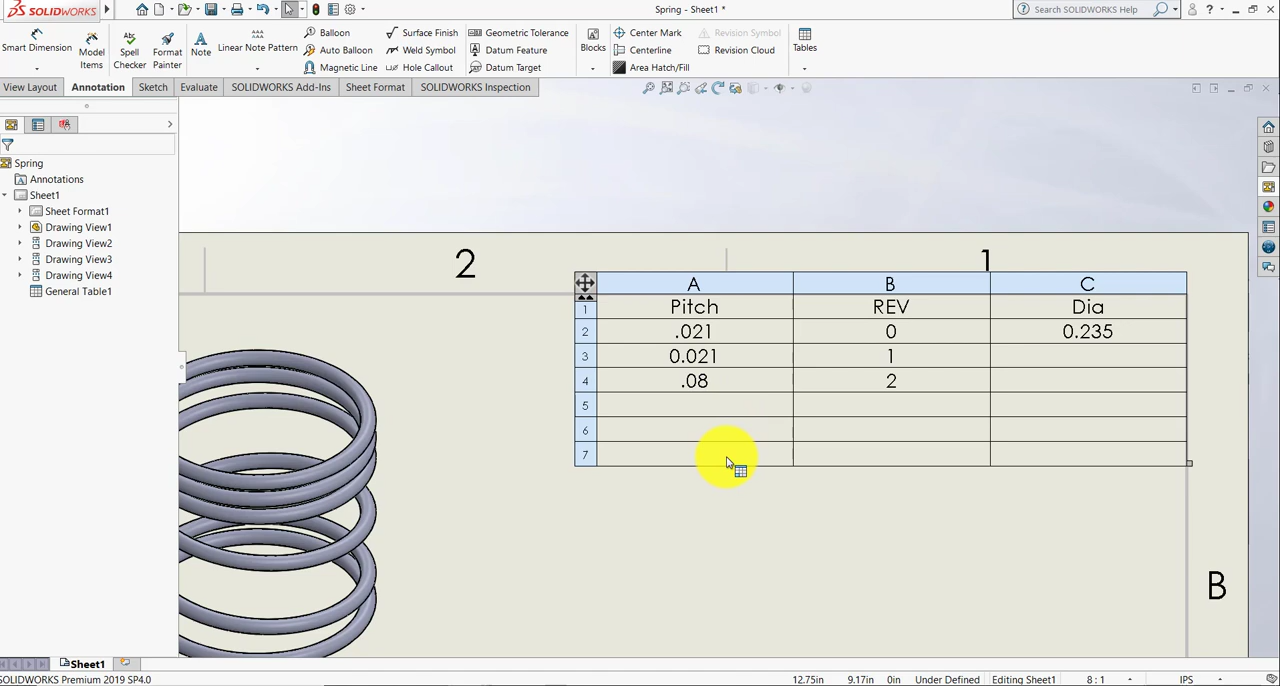 SOLIDWORKS
Spring - Sheet1 *
Search SOLIDWORKS Help
?
Smart Dimension
Model Items
Spell Checker
Format Painter
Note
Linear Note Pattern
Balloon
Auto Balloon
Magnetic Line
Surface Finish
Weld Symbol
Hole Callout
Geometric Tolerance
Datum Feature
Datum Target
Blocks
Center Mark
Centerline
Area Hatch/Fill
Revision Symbol
Revision Cloud
Tables
View Layout Annotation Sketch Evaluate SOLIDWORKS Add-Ins Sheet Format SOLIDWORKS Inspection
Spring
Annotations
Sheet1
Sheet Format1
Drawing View1
Drawing View2
Drawing View3
Drawing View4
General Table1
2 1
A B C
1 Pitch REV Dia
2 .021 0 0.235
3 0.021 1
4 .08 2
5
6
7
B
Sheet1
SOLIDWORKS Premium 2019 SP4.0 12.75in 9.17in 0in Under Defined Editing Sheet1 8 : 1 IPS